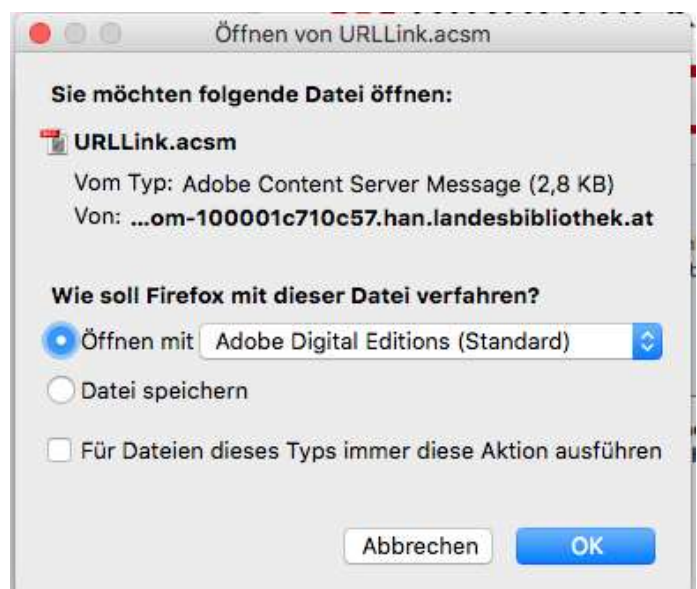 Öffnen von URLLink.acsm
Sie möchten folgende Datei öffnen:
URLLink.acsm
Vom Typ: Adobe Content Server Message (2,8 KB)
Von: ...om-100001c710c57.han.landesbibliothek.at
Wie soll Firefox mit dieser Datei verfahren?
Öffnen mit Adobe Digital Editions (Standard)
Datei speichern
Für Dateien dieses Typs immer diese Aktion ausführen
Abbrechen OK